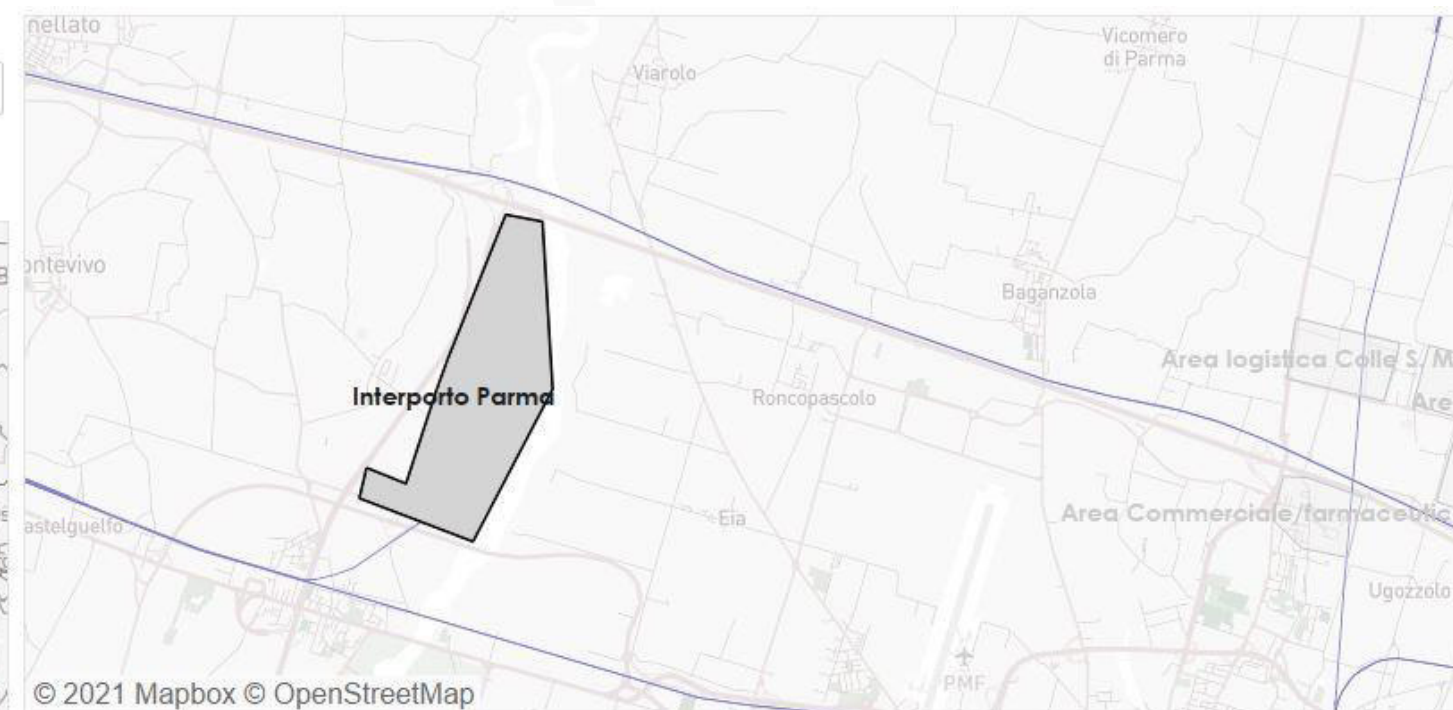 nellato
Vicomero
di Parma
Viarolo
ontevivo
Baganzola
Area logistica Colle S. M
Interporto Parma
Roncopascolo
Are
Area Commerciale/farmaceutic
Eia
astelguelfo
Ugozzolo
PMF
© 2021 Mapbox © OpenStreetMap